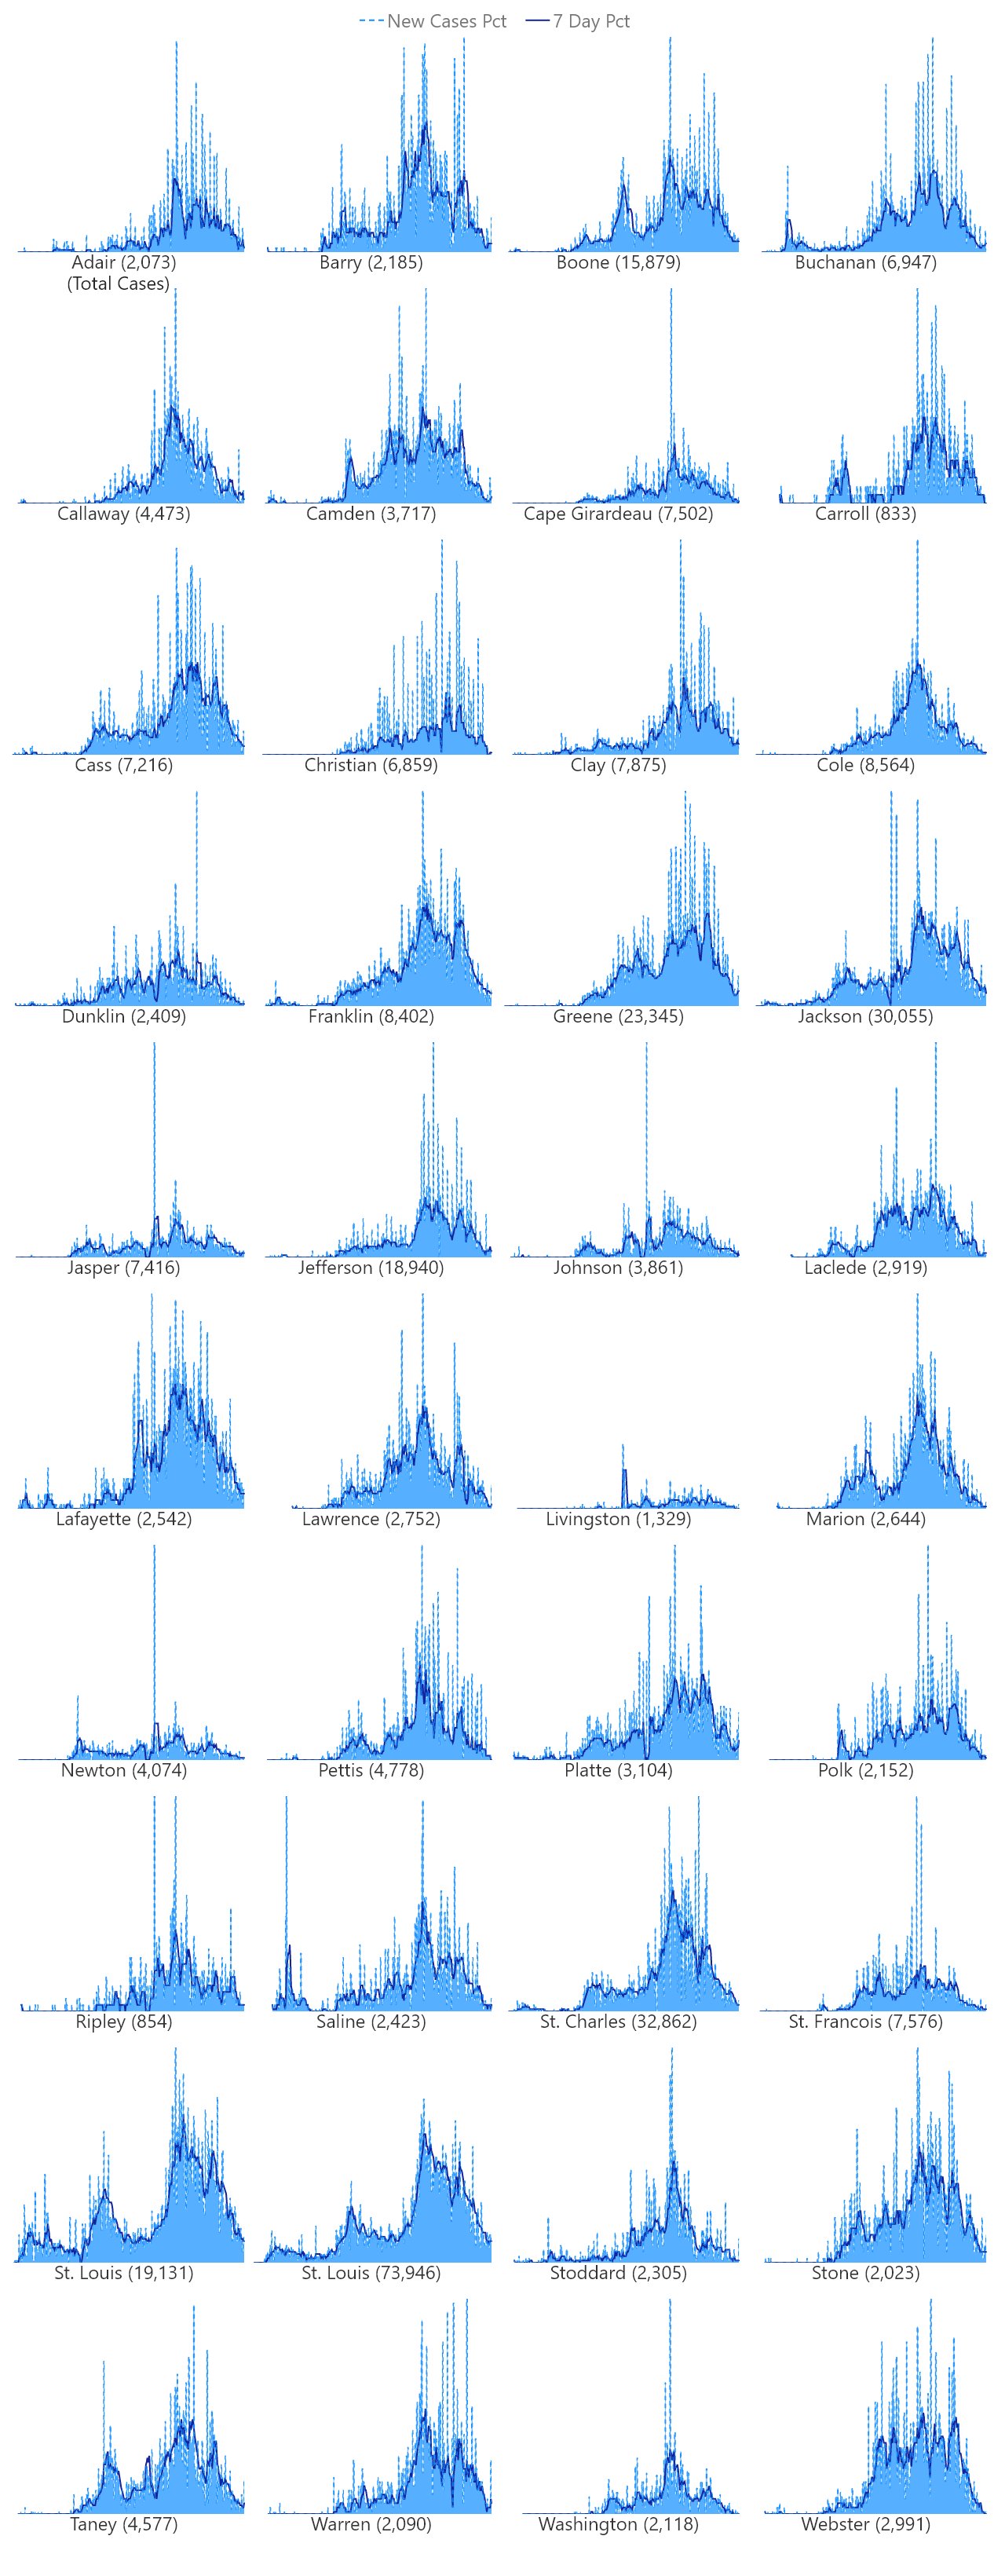 New Cases Pct 7 Day Pct
Adair (2,073) Barry (2,185) Boone (15,879) Buchanan (6,947)
(Total Cases)
Callaway (4,473) Camden (3,717) Cape Girardeau (7,502) Carroll (833)
Cass (7,216) Christian (6,859) Clay (7,875) Cole (8,564)
Dunklin (2,409) Franklin (8,402) Greene (23,345) Jackson (30,055)
Jasper (7,416) Jefferson (18,940) Johnson (3,861) Laclede (2,919)
Lafayette (2,542) Lawrence (2,752) Livingston (1,329) Marion (2,644)
Newton (4,074) Pettis (4,778) Platte (3,104) Polk (2,152)
Ripley (854) Saline (2,423) St. Charles (32,862) St. Francois (7,576)
St. Louis (19,131) St. Louis (73,946) Stoddard (2,305) Stone (2,023)
Taney (4,577) Warren (2,090) Washington (2,118) Webster (2,991)